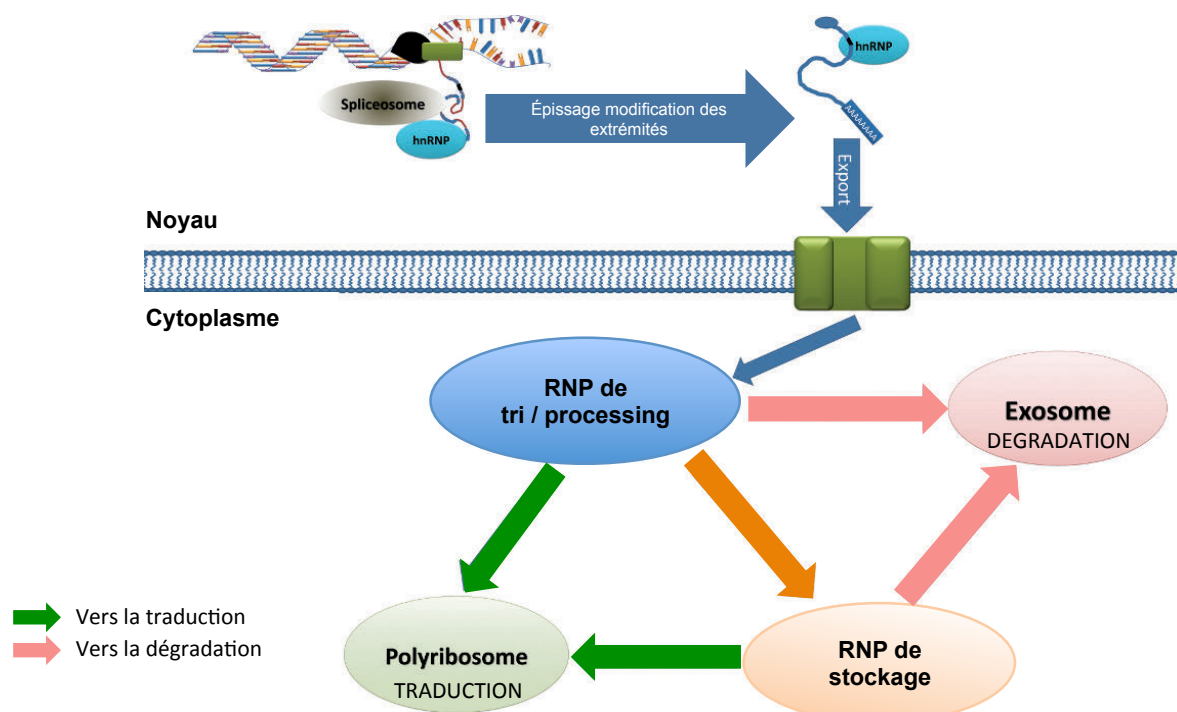 Spliceosome
hnRNP
Épissage modification des
extrémités
hnRNP
AAAAAAAA
Export
Noyau
Cytoplasme
RNP de
tri / processing
Exosome
DEGRADATION
Vers la traduction
Vers la dégradation
Polyribosome
TRADUCTION
RNP de
stockage